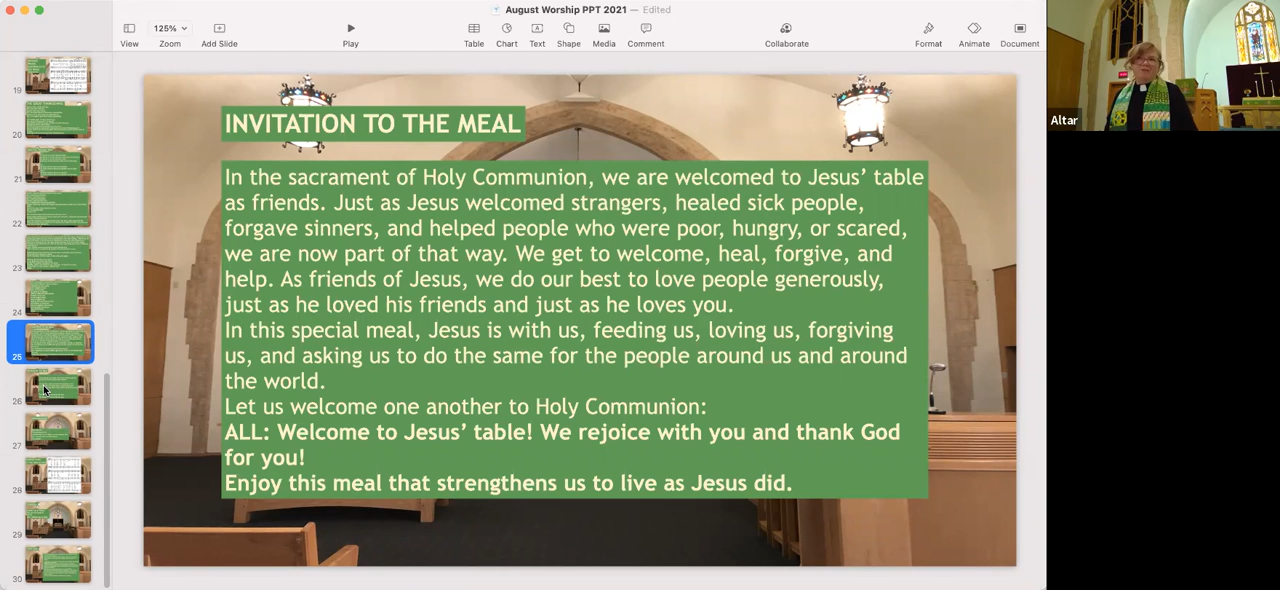 August Worship PPT 2021 — Edited
125%
View
Zoom
Add Slide
Play
Table
Chart
Text
Shape
Media
Comment
Collaborate
Format
Animate
Document
19
20
21
22
23
24
25
26
27
28
29
30
INVITATION TO THE MEAL
In the sacrament of Holy Communion, we are welcomed to Jesus’ table
as friends. Just as Jesus welcomed strangers, healed sick people,
forgave sinners, and helped people who were poor, hungry, or scared,
we are now part of that way. We get to welcome, heal, forgive, and
help. As friends of Jesus, we do our best to love people generously,
just as he loved his friends and just as he loves you.
In this special meal, Jesus is with us, feeding us, loving us, forgiving
us, and asking us to do the same for the people around us and around
the world.
Let us welcome one another to Holy Communion:
ALL: Welcome to Jesus’ table! We rejoice with you and thank God
for you!
Enjoy this meal that strengthens us to live as Jesus did.
Altar